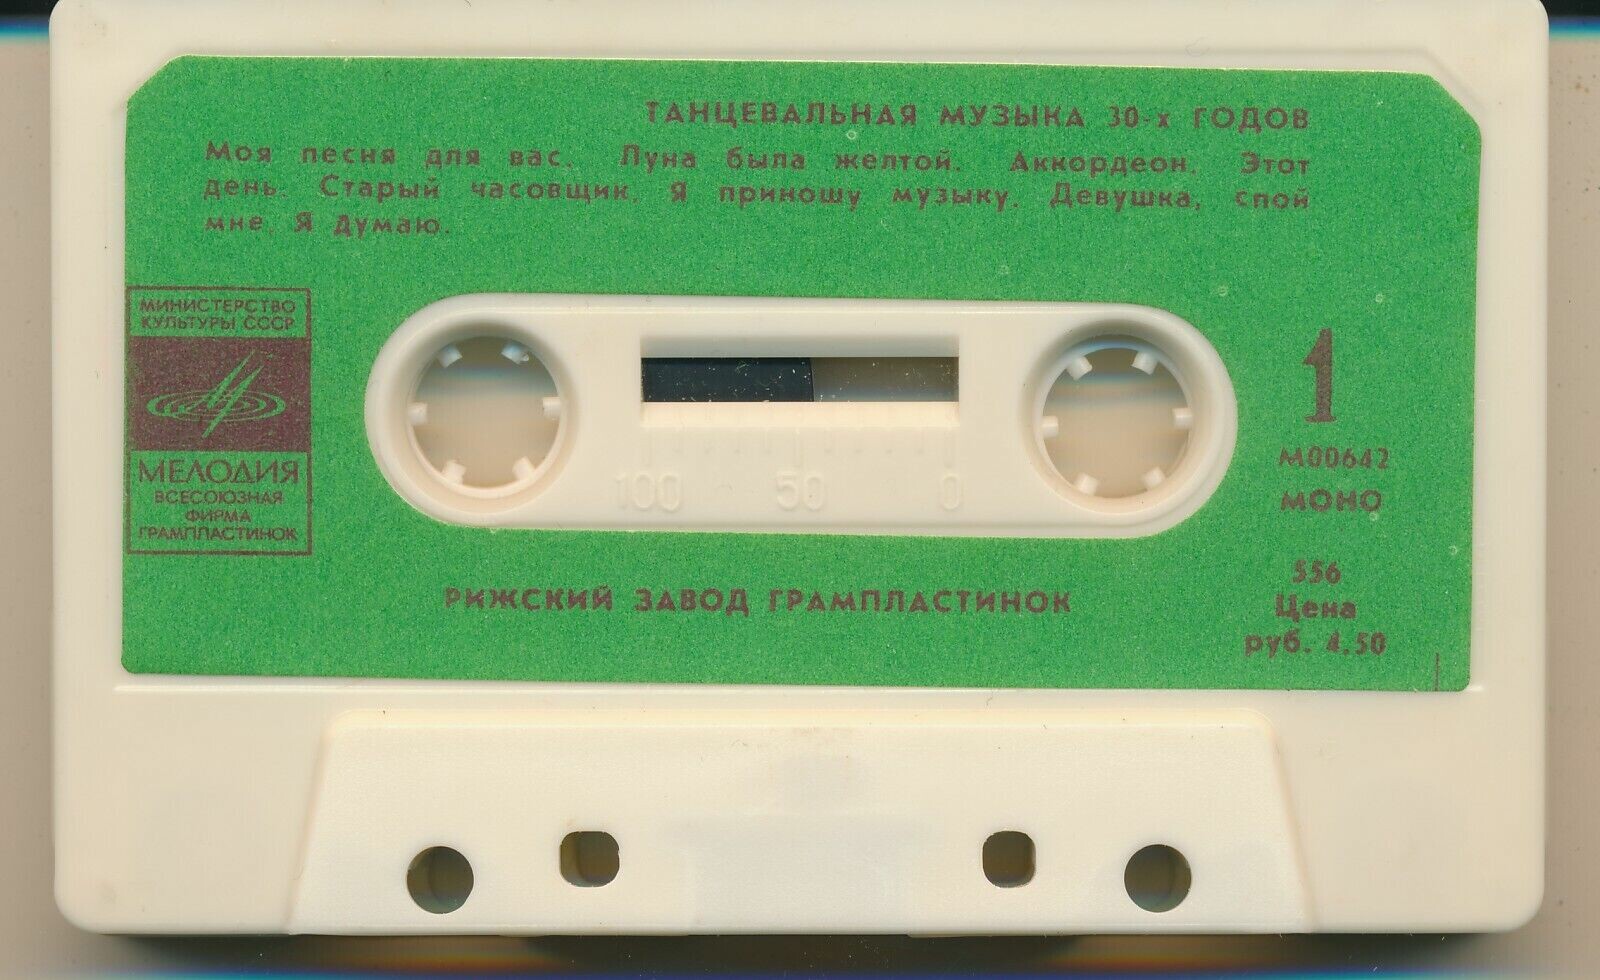 ТАНЦЕВАЛЬНАЯ МУЗЫКА 30-х ГОДОВ
Моя песня для вас. Луна была желтой. Аккордеон. Этот
день. Старый часовщик. Я приношу музыку. Девушка, спой
мне. Я думаю.
МИНИСТЕРСТВО
КУЛЬТУРЫ СССР
МЕЛОДИЯ
ВСЕСОЮЗНАЯ
ФИРМА
ГРАМПЛАСТИНОК
100 50 0
1
М00642
МОНО
556
Цена
руб. 4.50
РИЖСКИЙ ЗАВОД ГРАМПЛАСТИНОК